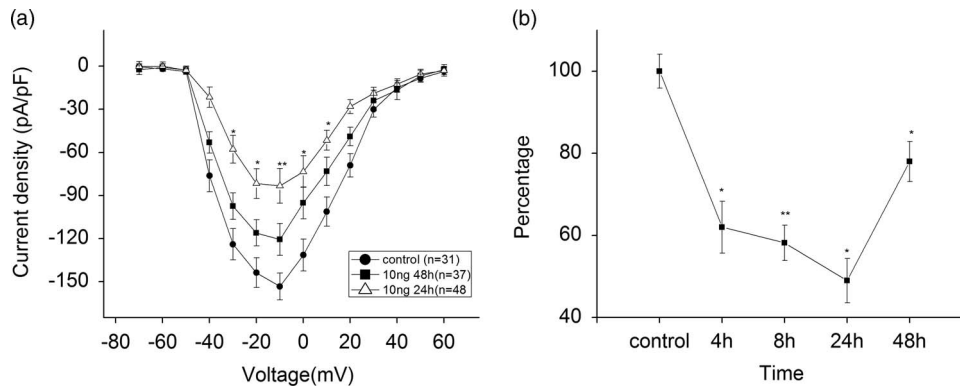 (a)
Current density (pA/pF)
0
-30
-60
-90
-120
-150
* * ** * *
control (n=31)
10ng 48h(n=37)
10ng 24h(n=48
-80 -60 -40 -20 0 20 40 60
Voltage(mV)
(b)
Percentage
100
80
60
40
* ** * *
control 4h 8h 24h 48h
Time